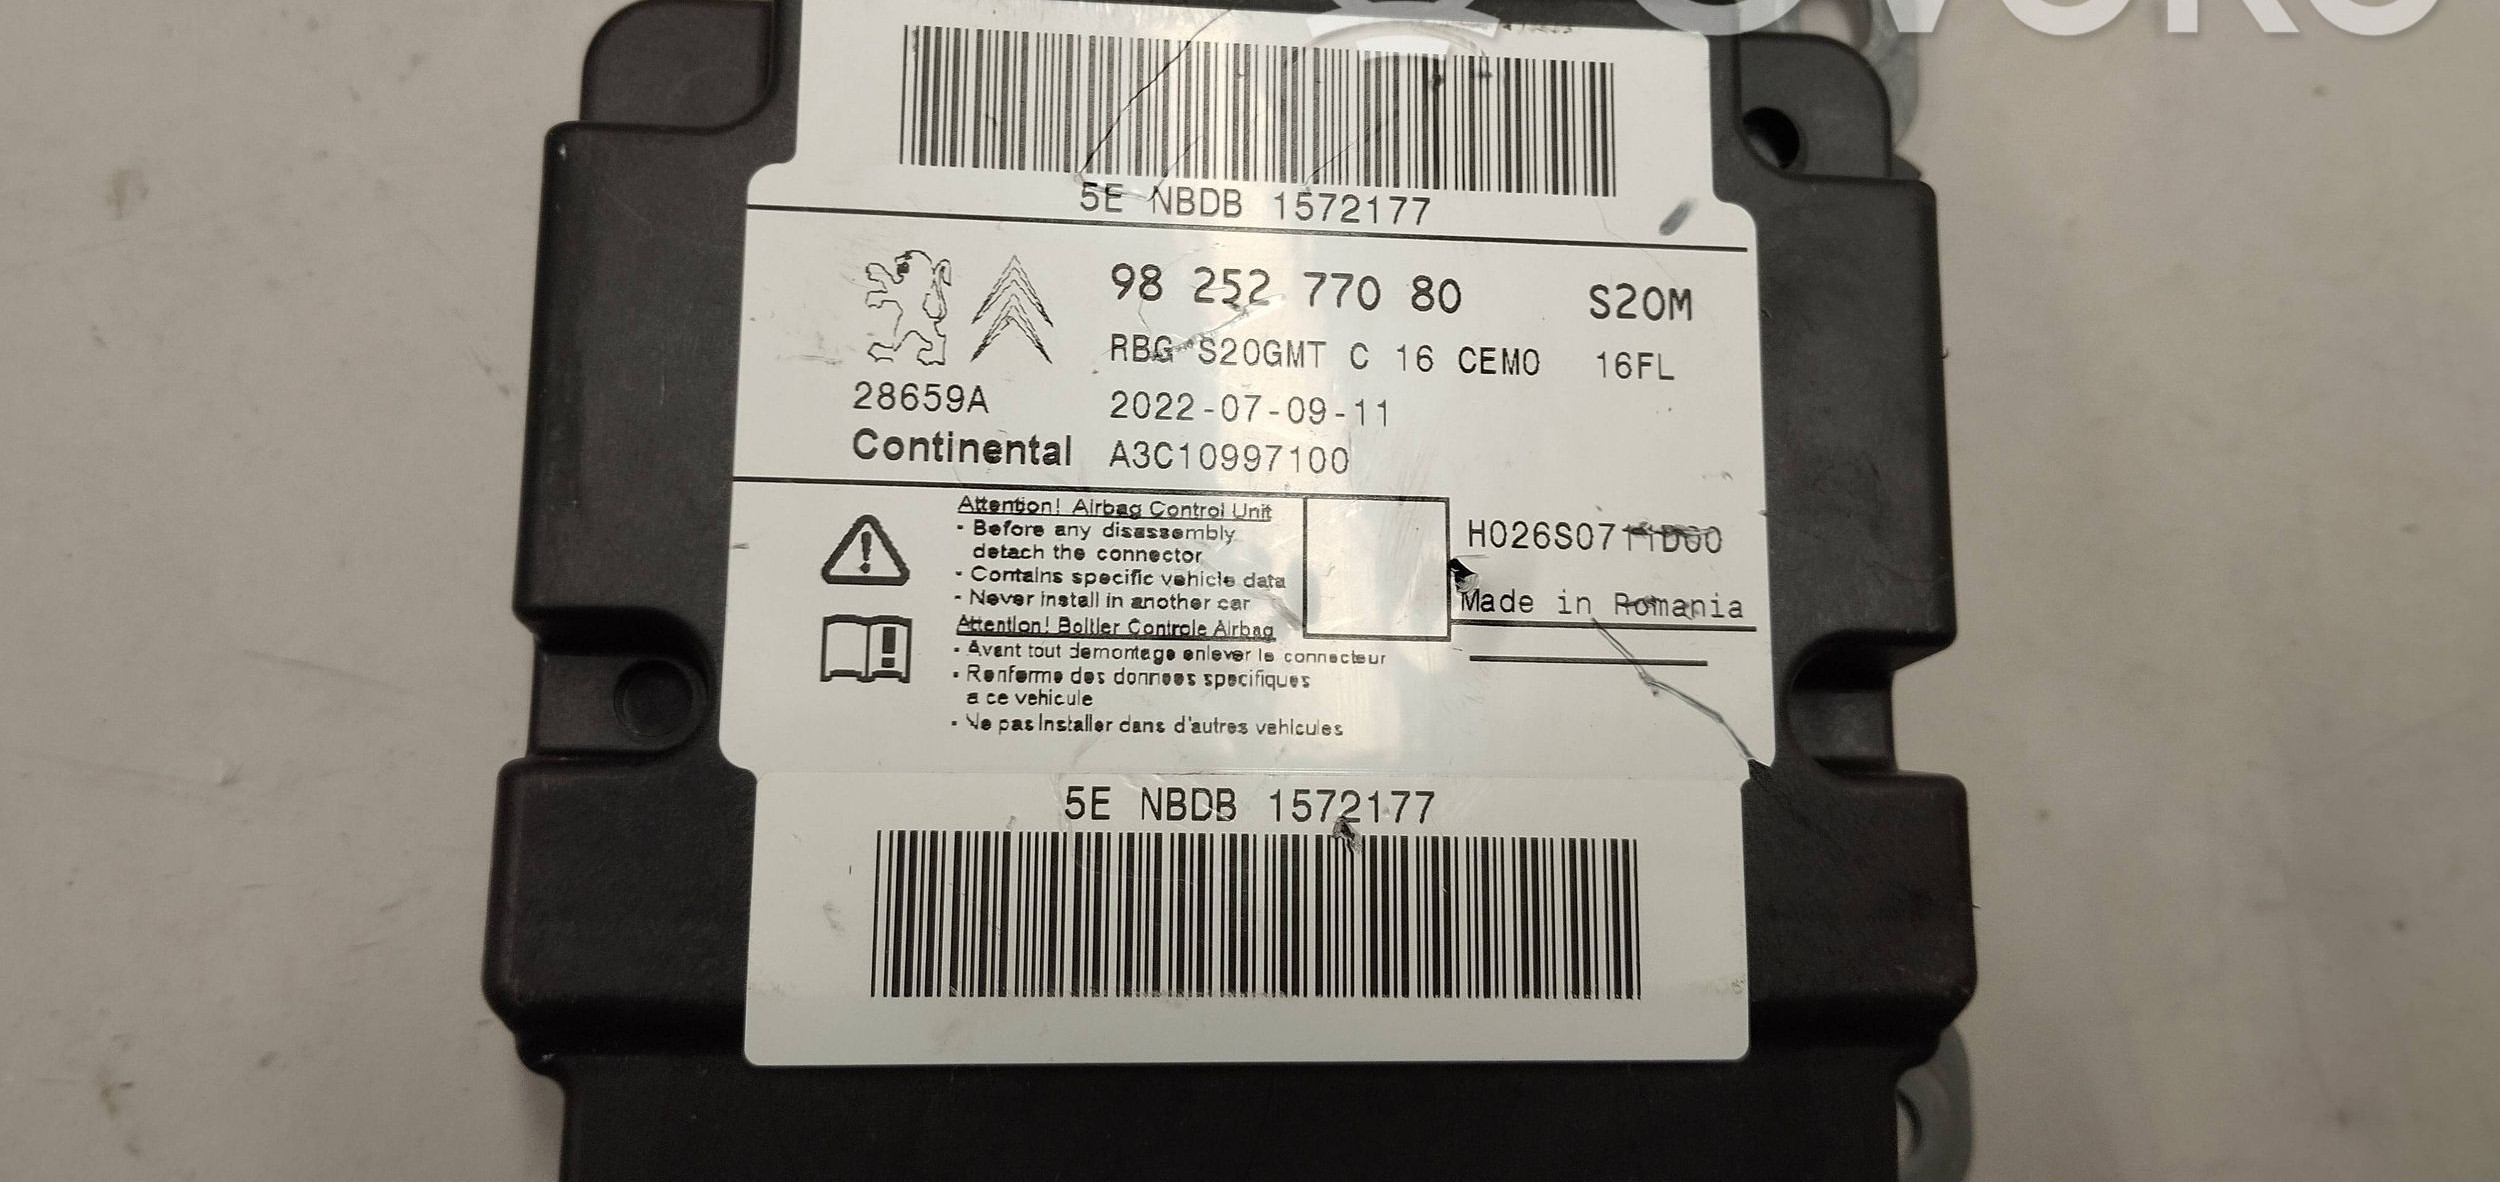 5E NBDB 1572177
98 252 770 80 S20M
RBG S20GMT C 16 CEM0 16FL
28659A 2022-07-09-11
Continental A3C10997100
Attention! Airbag Control Unit
- Before any disassembly
detach the connector
- Contains specific vehicle data
- Never install in another car
H026S0711D00
Made in Romania
Attention! Boitier Controle Airbag
- Avant tout demontage enlever le connecteur
- Renferme des donnees specifiques
a ce vehicule
- Ne pas installer dans d'autres vehicules
5E NBDB 1572177